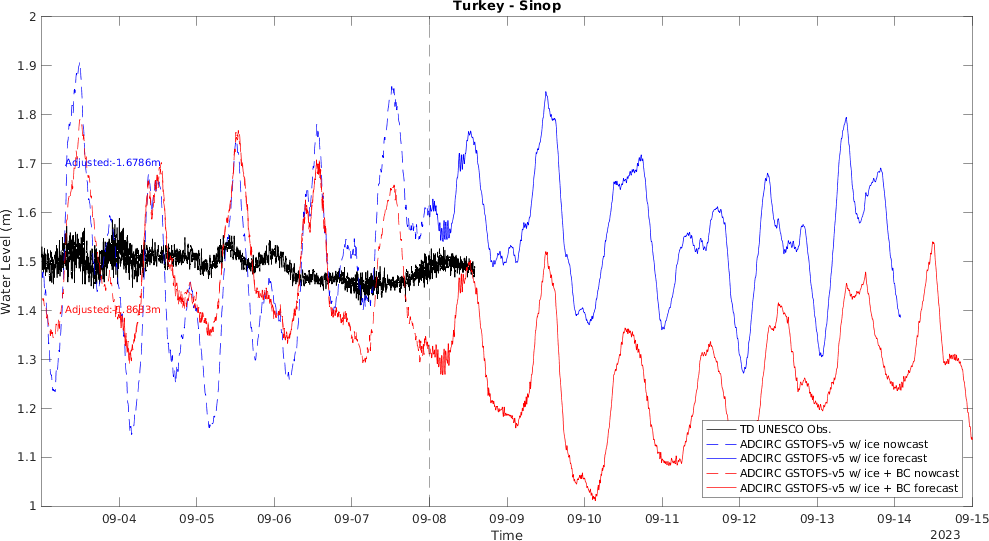 Turkey - Sinop
2
1.9
1.8
1.7
1.6
1.5
1.4
1.3
1.2
1.1
1
Water Level (m)
Adjusted:-1.6786m
TD UNESCO Obs.
ADCIRC GSTOFS-v5 w/ ice nowcast
ADCIRC GSTOFS-v5 w/ ice forecast
ADCIRC GSTOFS-v5 w/ ice + BC nowcast
ADCIRC GSTOFS-v5 w/ ice + BC forecast
09-04
09-05
09-06
09-07
09-08
09-09
09-10
09-11
09-12
09-13
09-14
09-15
Time
2023